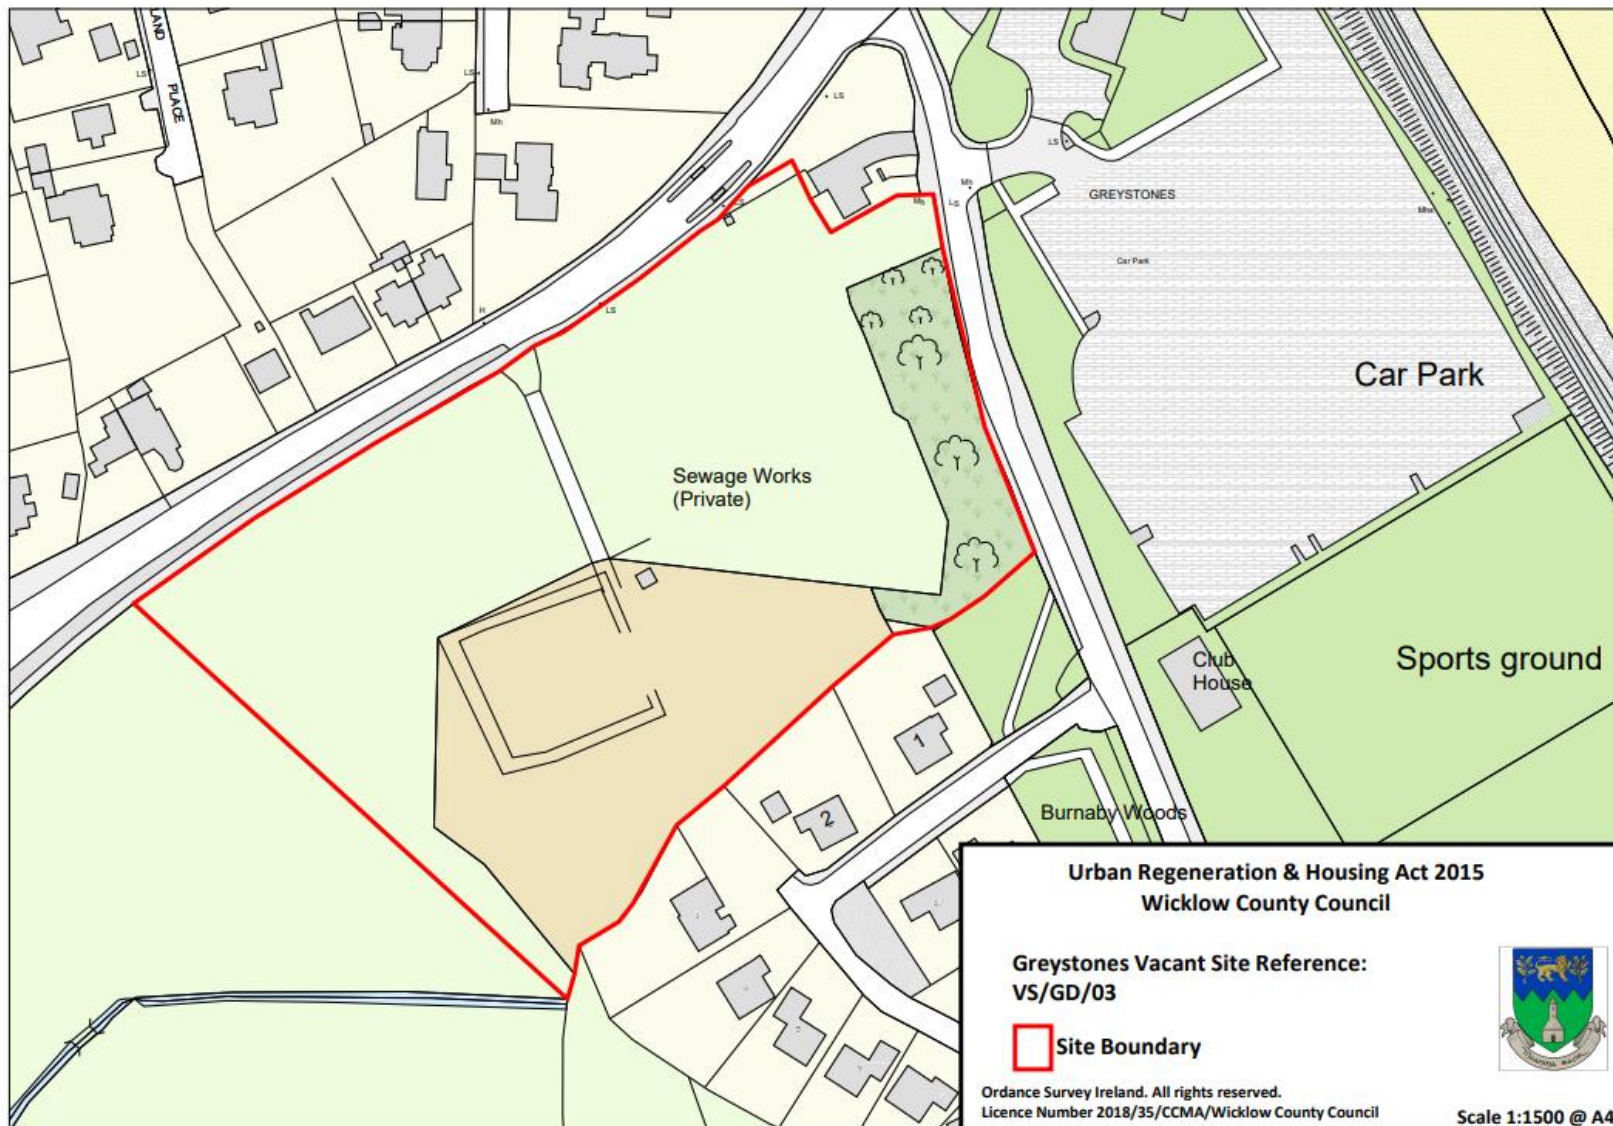 LAND
PLACE
LS
LS
Mh
LS
LS
Mh
LS
Mh
LS
GREYSTONES
Mhs
Car Park
H
LS
Car Park
Sewage Works
(Private)
Club
House
Sports ground
1
2
Burnaby Woods
Urban Regeneration & Housing Act 2015
Wicklow County Council
Greystones Vacant Site Reference:
VS/GD/03
Site Boundary
Ordance Survey Ireland. All rights reserved.
Licence Number 2018/35/CCMA/Wicklow County Council
Scale 1:1500 @ A4